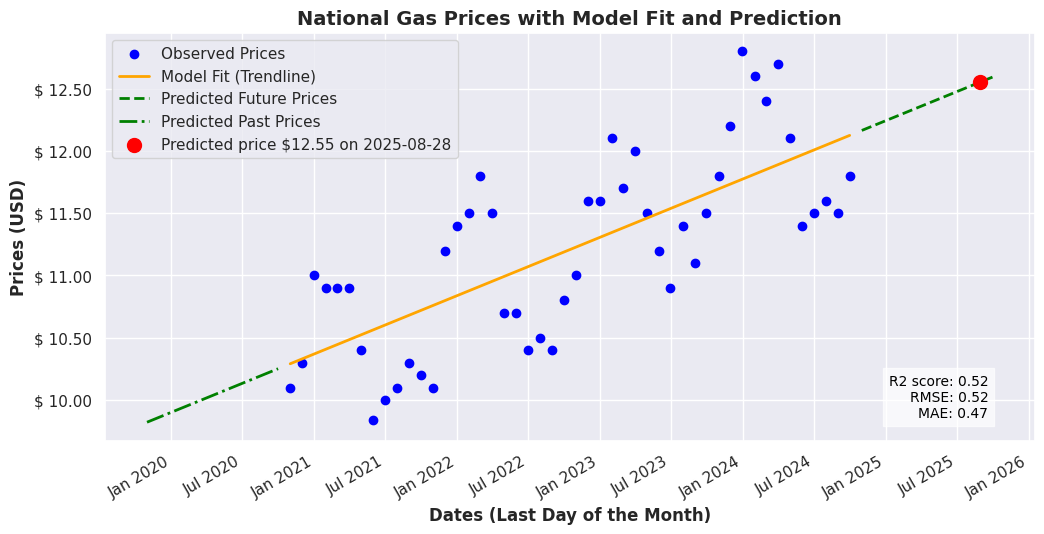 National Gas Prices with Model Fit and Prediction
Observed Prices
Model Fit (Trendline)
Predicted Future Prices
Predicted Past Prices
Predicted price $12.55 on 2025-08-28
Prices (USD)
$ 12.50
$ 12.00
$ 11.50
$ 11.00
$ 10.50
$ 10.00
R2 score: 0.52
RMSE: 0.52
MAE: 0.47
Jan 2020
Jul 2020
Jan 2021
Jul 2021
Jan 2022
Jul 2022
Jan 2023
Jul 2023
Jan 2024
Jul 2024
Jan 2025
Jul 2025
Jan 2026
Dates (Last Day of the Month)